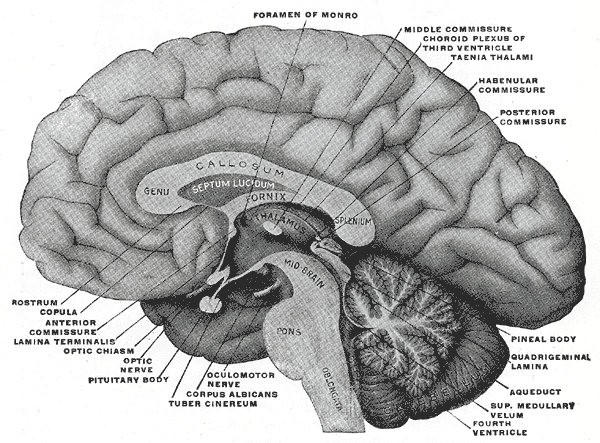 FORAMEN OF MONRO
MIDDLE COMMISSURE
CHOROID PLEXUS OF
THIRD VENTRICLE
TAENIA THALAMI
HABENULAR
COMMISSURE
POSTERIOR
COMMISSURE
CALLOSUM
GENU
SEPTUM LUCIDUM
FORNIX
THALAMUS
SPLENIUM
MID BRAIN
PONS
OBLONGATA
CEREBELLUM
ROSTRUM
COPULA
ANTERIOR
COMMISSURE
LAMINA TERMINALIS
OPTIC CHIASM
OPTIC
NERVE
PITUITARY BODY
OCULOMOTOR
NERVE
CORPUS ALBICANS
TUBER CINEREUM
PINEAL BODY
QUADRIGEMINAL
LAMINA
AQUEDUCT
SUP. MEDULLARY
VELUM
FOURTH
VENTRICLE